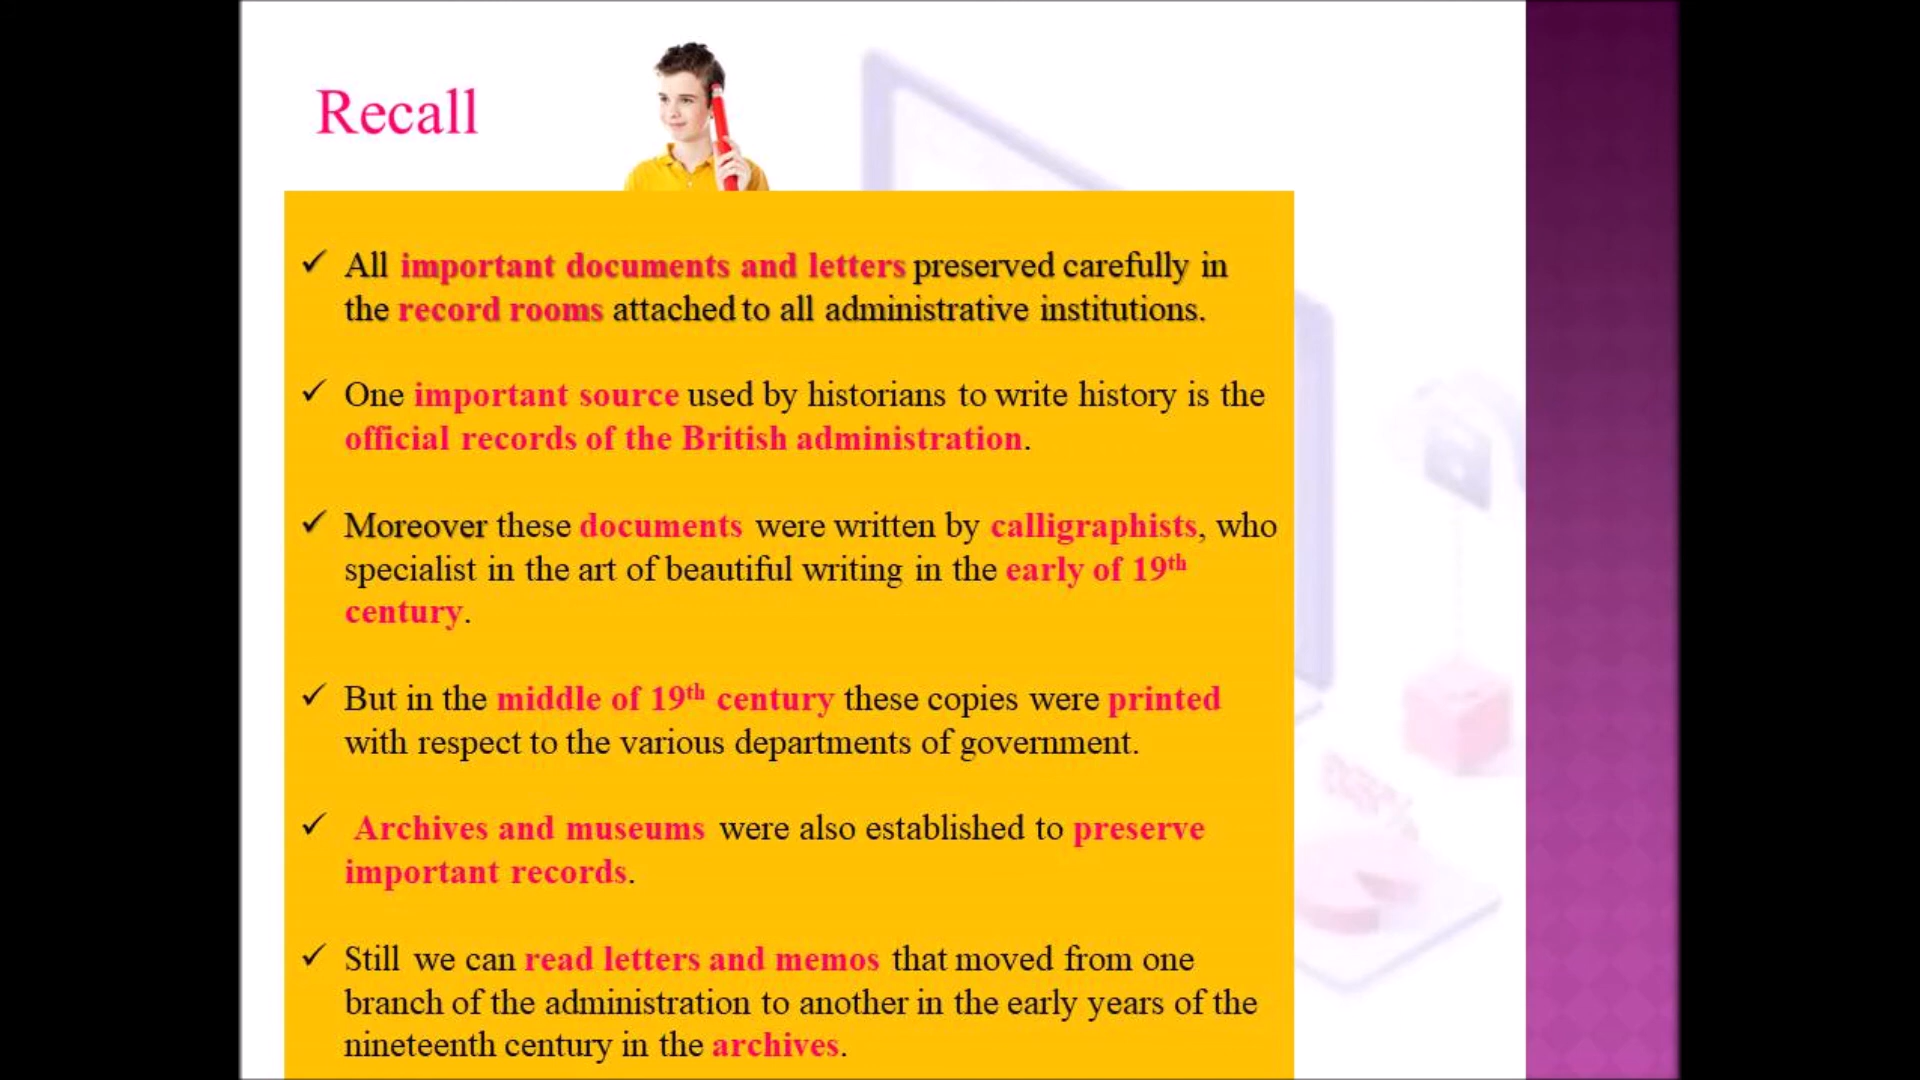 Recall
✓ All important documents and letters preserved carefully in
the record rooms attached to all administrative institutions.
✓ One important source used by historians to write history is the
official records of the British administration.
✓ Moreover these documents were written by calligraphists, who
specialist in the art of beautiful writing in the early of 19th
century.
✓ But in the middle of 19th century these copies were printed
with respect to the various departments of government.
✓ Archives and museums were also established to preserve
important records.
✓ Still we can read letters and memos that moved from one
branch of the administration to another in the early years of the
nineteenth century in the archives.